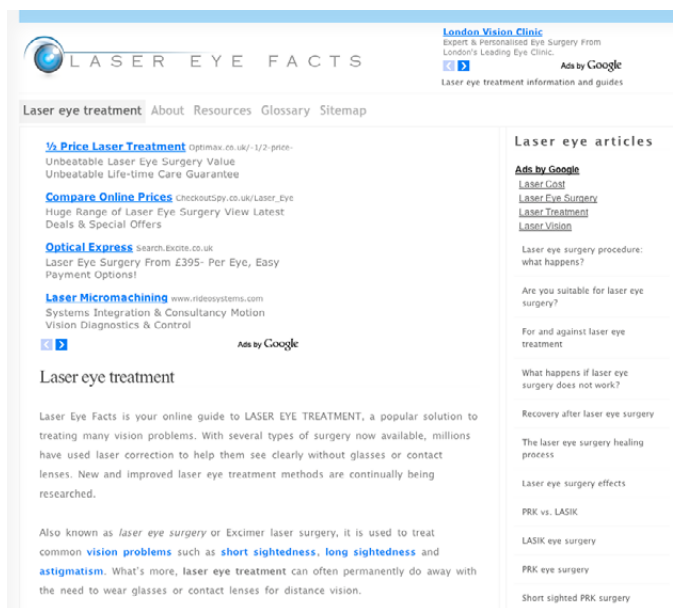 LASER EYE FACTS
London Vision Clinic
Expert & Personalised Eye Surgery From
London's Leading Eye Clinic.
Ads by Google
Laser eye treatment information and guides
Laser eye treatment About Resources Glossary Sitemap
½ Price Laser Treatment Optimax.co.uk/-1/2-price-
Unbeatable Laser Eye Surgery Value
Unbeatable Life-time Care Guarantee
Compare Online Prices CheckoutSpy.co.uk/Laser_Eye
Huge Range of Laser Eye Surgery View Latest
Deals & Special Offers
Optical Express Search.Excite.co.uk
Laser Eye Surgery From £395- Per Eye, Easy
Payment Options!
Laser Micromachining www.rideosystems.com
Systems Integration & Consultancy Motion
Vision Diagnostics & Control
Ads by Google
Laser eye treatment
Laser Eye Facts is your online guide to LASER EYE TREATMENT, a popular solution to
treating many vision problems. With several types of surgery now available, millions
have used laser correction to help them see clearly without glasses or contact
lenses. New and improved laser eye treatment methods are continually being
researched.
Also known as laser eye surgery or Excimer laser surgery, it is used to treat
common vision problems such as short sightedness, long sightedness and
astigmatism. What's more, laser eye treatment can often permanently do away with
the need to wear glasses or contact lenses for distance vision.
Laser eye articles
Ads by Google
Laser Cost
Laser Eye Surgery
Laser Treatment
Laser Vision
Laser eye surgery procedure:
what happens?
Are you suitable for laser eye
surgery?
For and against laser eye
treatment
What happens if laser eye
surgery does not work?
Recovery after laser eye surgery
The laser eye surgery healing
process
Laser eye surgery effects
PRK vs. LASIK
LASIK eye surgery
PRK eye surgery
Short sighted PRK surgery